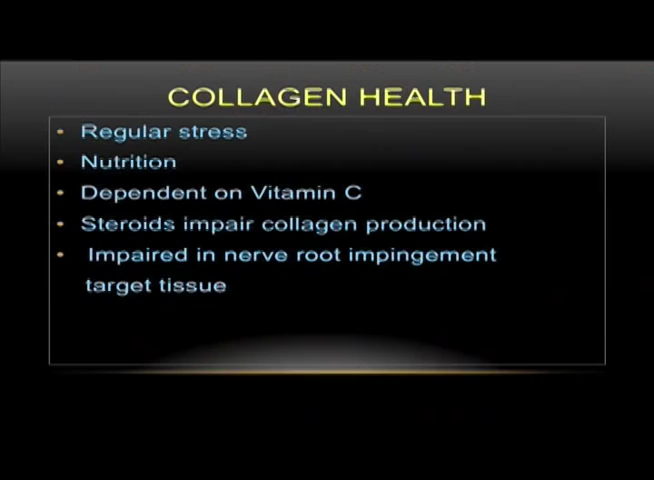 COLLAGEN HEALTH
• Regular stress
• Nutrition
• Dependent on Vitamin C
• Steroids impair collagen production
• Impaired in nerve root impingement
target tissue